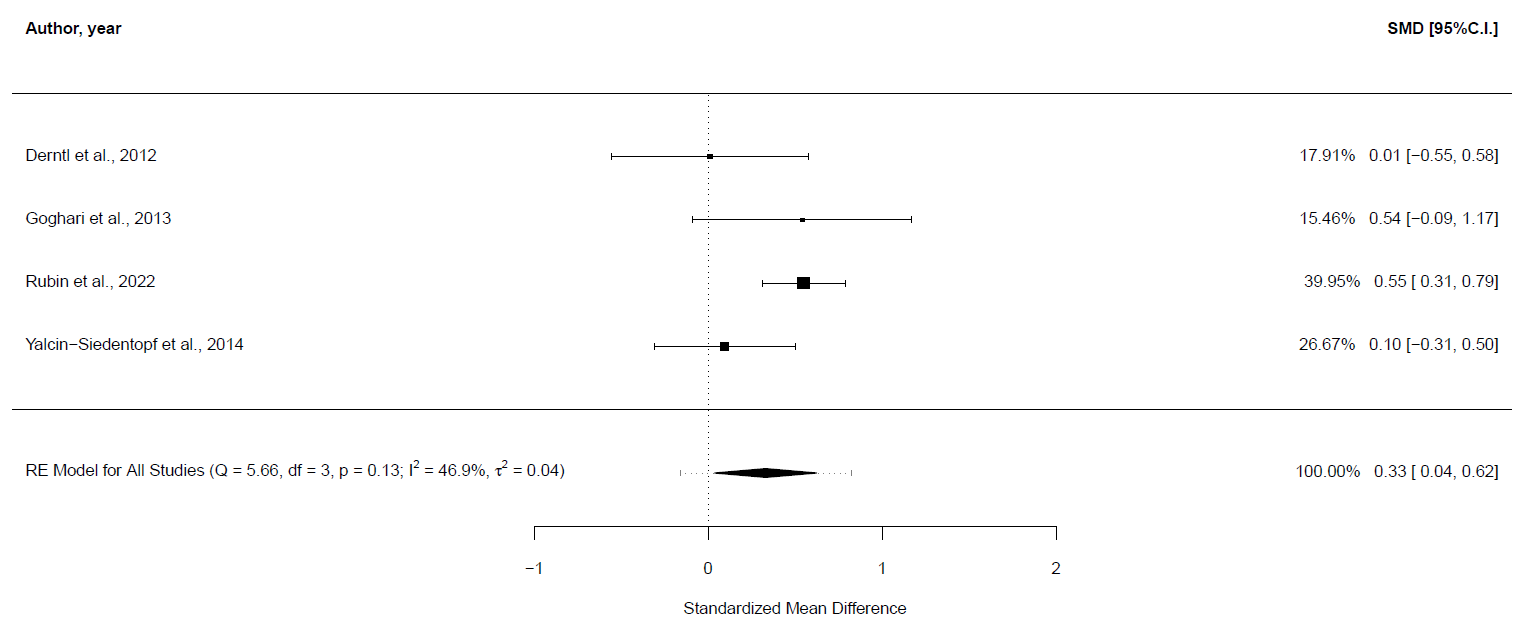 Author, year SMD [95%C.I.]
Derntl et al., 2012 17.91% 0.01 [−0.55, 0.58]
Goghari et al., 2013 15.46% 0.54 [−0.09, 1.17]
Rubin et al., 2022 39.95% 0.55 [ 0.31, 0.79]
Yalcin−Siedentopf et al., 2014 26.67% 0.10 [−0.31, 0.50]
RE Model for All Studies (Q = 5.66, df = 3, p = 0.13; I² = 46.9%, τ² = 0.04) 100.00% 0.33 [ 0.04, 0.62]
−1 0 1 2
Standardized Mean Difference